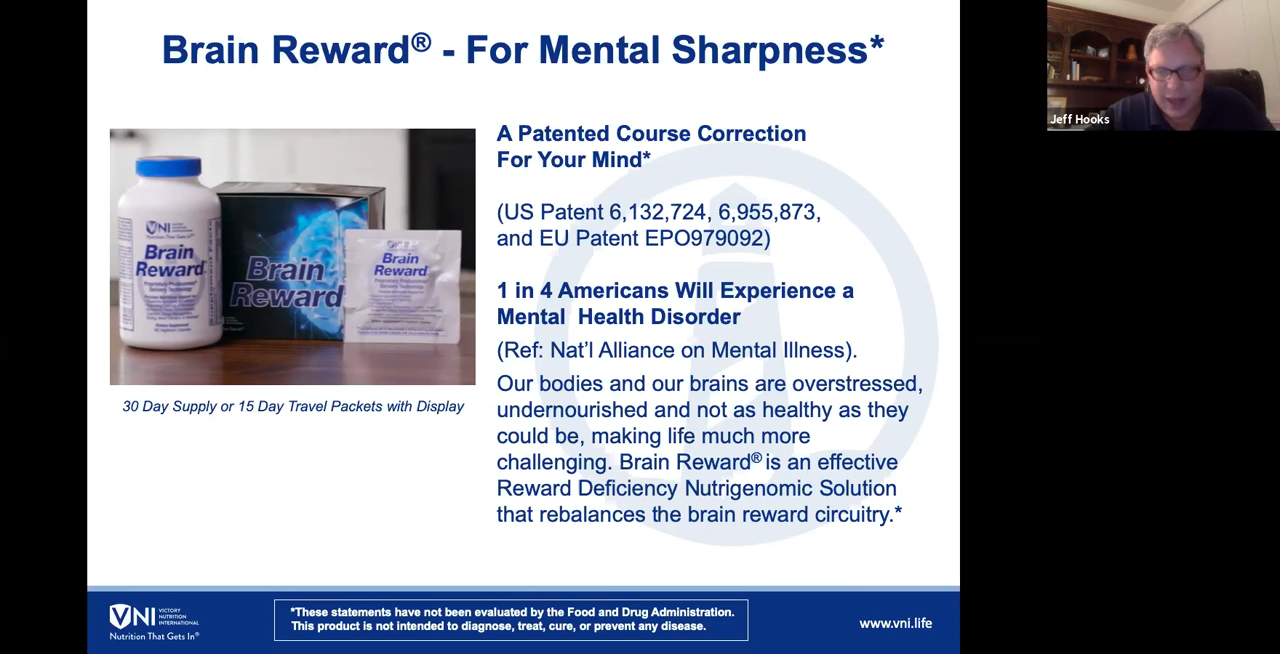 Brain Reward® - For Mental Sharpness*
Jeff Hooks
A Patented Course Correction
For Your Mind*
(US Patent 6,132,724, 6,955,873,
and EU Patent EPO979092)
1 in 4 Americans Will Experience a
Mental Health Disorder
(Ref: Nat'l Alliance on Mental Illness).
Our bodies and our brains are overstressed,
undernourished and not as healthy as they
could be, making life much more
challenging. Brain Reward® is an effective
Reward Deficiency Nutrigenomic Solution
that rebalances the brain reward circuitry.*
VNI
Brain
Reward
Brain
Reward
Brain
Reward
30 Day Supply or 15 Day Travel Packets with Display
VNI VICTORY
NUTRITION
INTERNATIONAL
Nutrition That Gets In®
*These statements have not been evaluated by the Food and Drug Administration.
This product is not intended to diagnose, treat, cure, or prevent any disease.
www.vni.life